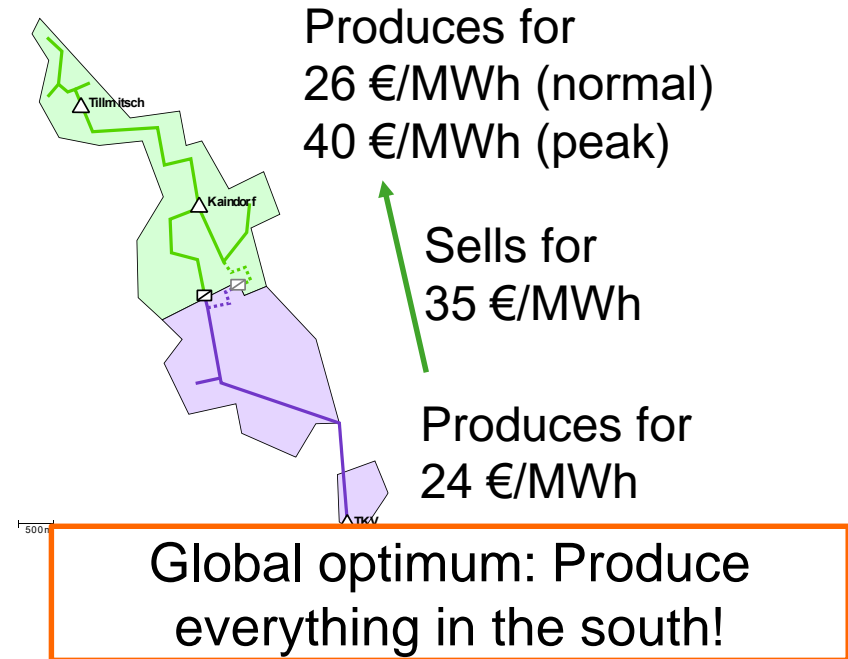 Produces for
26 €/MWh (normal)
40 €/MWh (peak)
Tillmitsch
Kaindorf
Sells for
35 €/MWh
Produces for
24 €/MWh
TKV
500m
Global optimum: Produce
everything in the south!